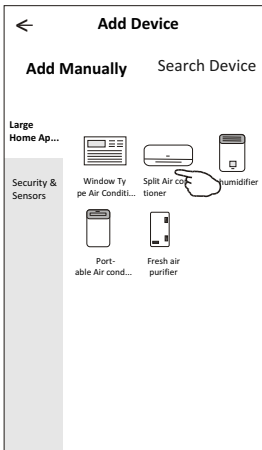 Add Device
Add Manually
Search Device
Large
Home Ap...
Security &
Sensors
Window Ty
pe Air Conditi...
Split Air con
tioner
humidifier
Port-
able Air cond...
Fresh air
purifier